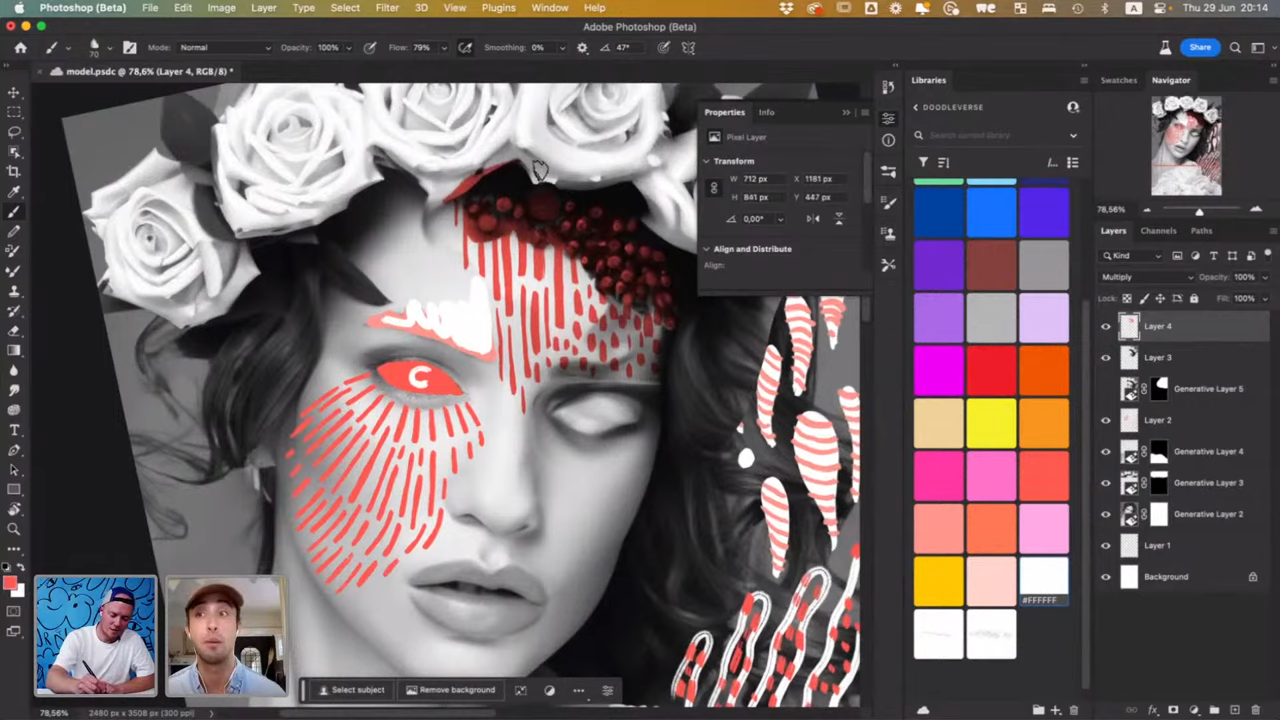 Photoshop (Beta) File Edit Image Layer Type Select Filter 3D View Plugins Window Help
A Thu 29 Jun 20:14
Adobe Photoshop (Beta)
70 Mode: Normal Opacity: 100% Flow: 79% Smoothing: 0% 47° Share
model.psdc @ 78,6% (Layer 4, RGB/8) *
Properties Info
Pixel Layer
Transform
W 712 px X 1181 px
H 841 px Y 447 px
0,00°
Align and Distribute
Align:
Libraries
DOODLEVERSE
Search current library
#FFFFFF
Swatches Navigator
78,56%
Layers Channels Paths
Kind
Multiply Opacity: 100%
Lock: Fill: 100%
Layer 4
Layer 3
Generative Layer 5
Layer 2
Generative Layer 4
Generative Layer 3
Generative Layer 2
Layer 1
Background
C
Select subject Remove background
78,56% 2480 px x 3508 px (300 ppi)